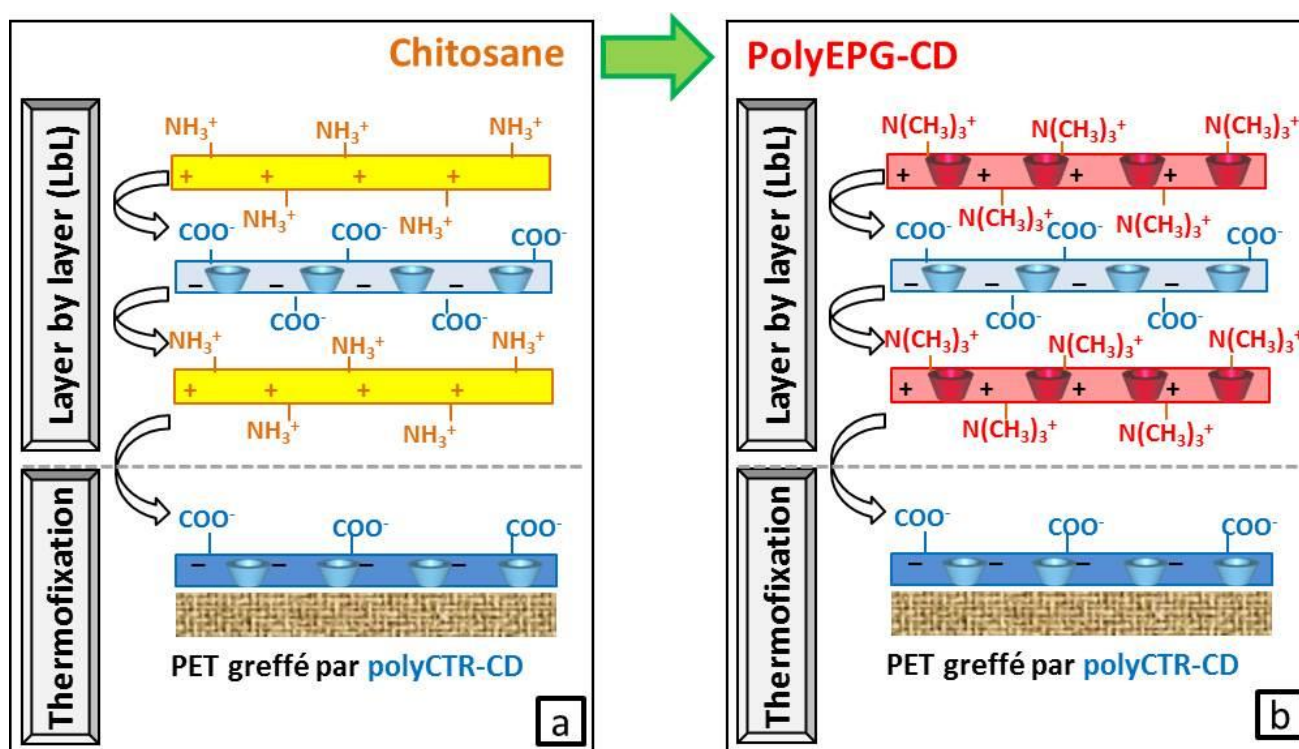 Chitosane
Layer by layer (LbL)
NH₃⁺ NH₃⁺ NH₃⁺
+ + + +
NH₃⁺ NH₃⁺
COO⁻ COO⁻ COO⁻
– – – –
COO⁻ COO⁻
NH₃⁺ NH₃⁺ NH₃⁺
+ + + +
NH₃⁺ NH₃⁺
Thermofixation
COO⁻ COO⁻ COO⁻
– – – –
PET greffé par polyCTR-CD
a
PolyEPG-CD
Layer by layer (LbL)
N(CH₃)₃⁺ N(CH₃)₃⁺ N(CH₃)₃⁺
+ + + +
N(CH₃)₃⁺ N(CH₃)₃⁺
COO⁻ COO⁻ COO⁻
– – – –
COO⁻ COO⁻
N(CH₃)₃⁺ N(CH₃)₃⁺ N(CH₃)₃⁺
+ + + +
N(CH₃)₃⁺ N(CH₃)₃⁺
Thermofixation
COO⁻ COO⁻ COO⁻
– – – –
PET greffé par polyCTR-CD
b